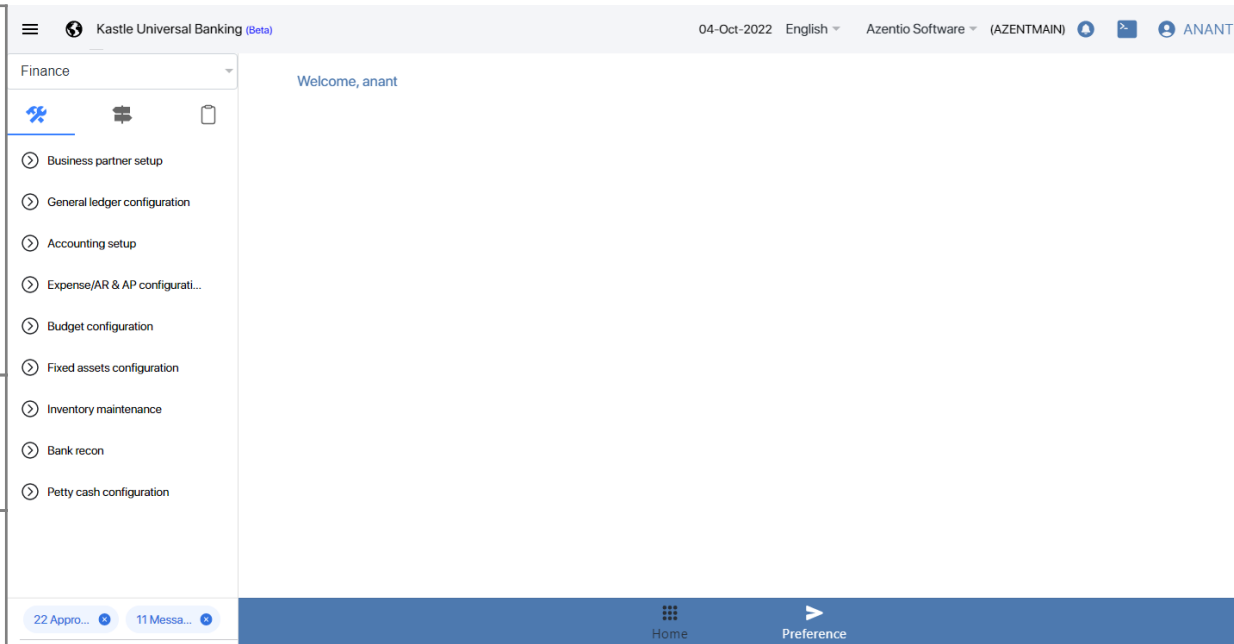 Kastle Universal Banking (Beta)
04-Oct-2022 English Azentio Software (AZENTMAIN) ANANT
Finance
Welcome, anant
Business partner setup
General ledger configuration
Accounting setup
Expense/AR & AP configurati...
Budget configuration
Fixed assets configuration
Inventory maintenance
Bank recon
Petty cash configuration
22 Appro...
11 Messa...
Home
Preference